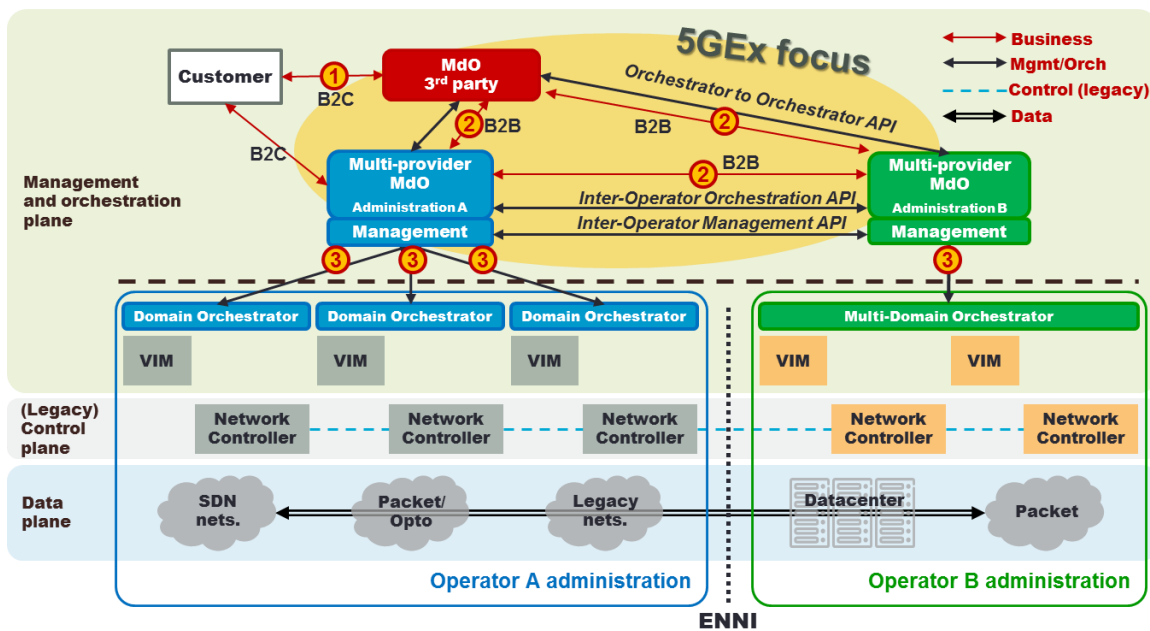 5GEx focus
Business
Mgmt/Orch
Control (legacy)
Data
Customer
1
B2C
MdO
3rd party
Orchestrator to Orchestrator API
2
B2B
B2B
2
B2C
B2B
2
Multi-provider
MdO
Administration A
Management
Inter-Operator Orchestration API
Inter-Operator Management API
Multi-provider
MdO
Administration B
Management
Management
and orchestration
plane
3
3
3
3
Domain Orchestrator
Domain Orchestrator
Domain Orchestrator
Multi-Domain Orchestrator
VIM
VIM
VIM
VIM
VIM
(Legacy)
Control
plane
Network
Controller
Network
Controller
Network
Controller
Network
Controller
Network
Controller
Data
plane
SDN
nets.
Packet/
Opto
Legacy
nets.
Datacenter
Packet
Operator A administration
Operator B administration
ENNI